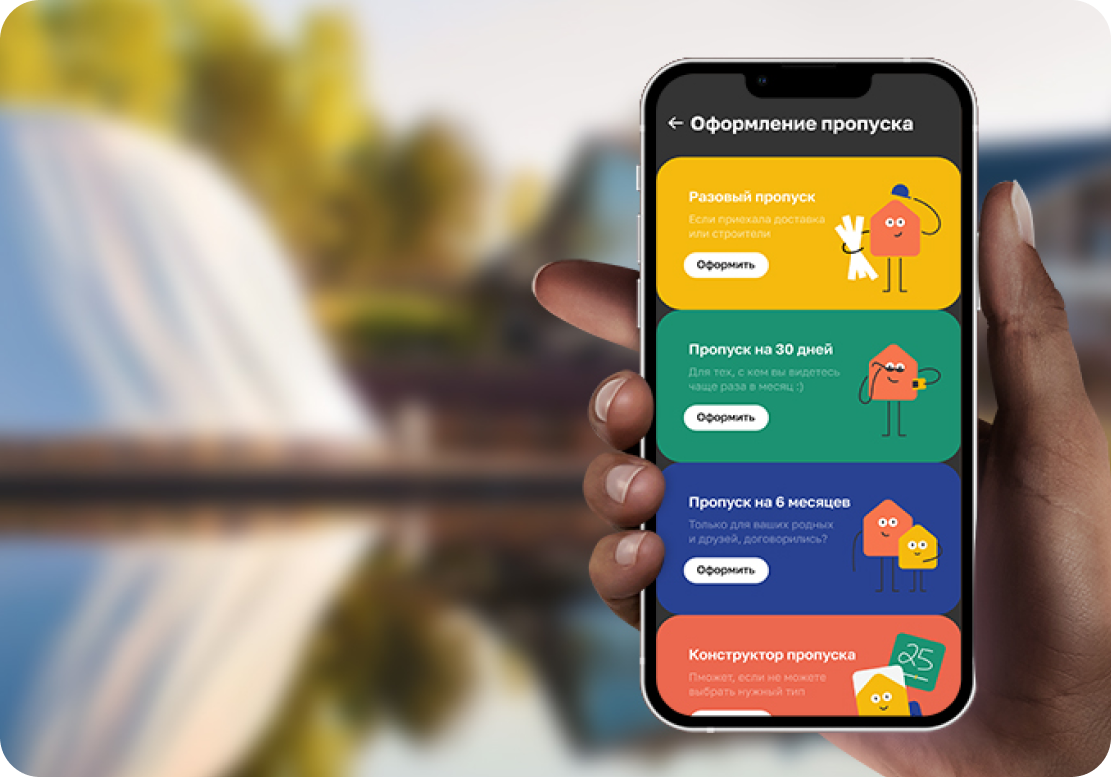 ← Оформление пропуска
Разовый пропуск
Если приехала доставка
или строители
Оформить
Пропуск на 30 дней
Для тех, с кем вы видетесь
чаще раза в месяц :)
Оформить
Пропуск на 6 месяцев
Только для ваших родных
и друзей, договорились?
Оформить
Конструктор пропуска
25
Пможет, если не можете
выбрать нужный тип